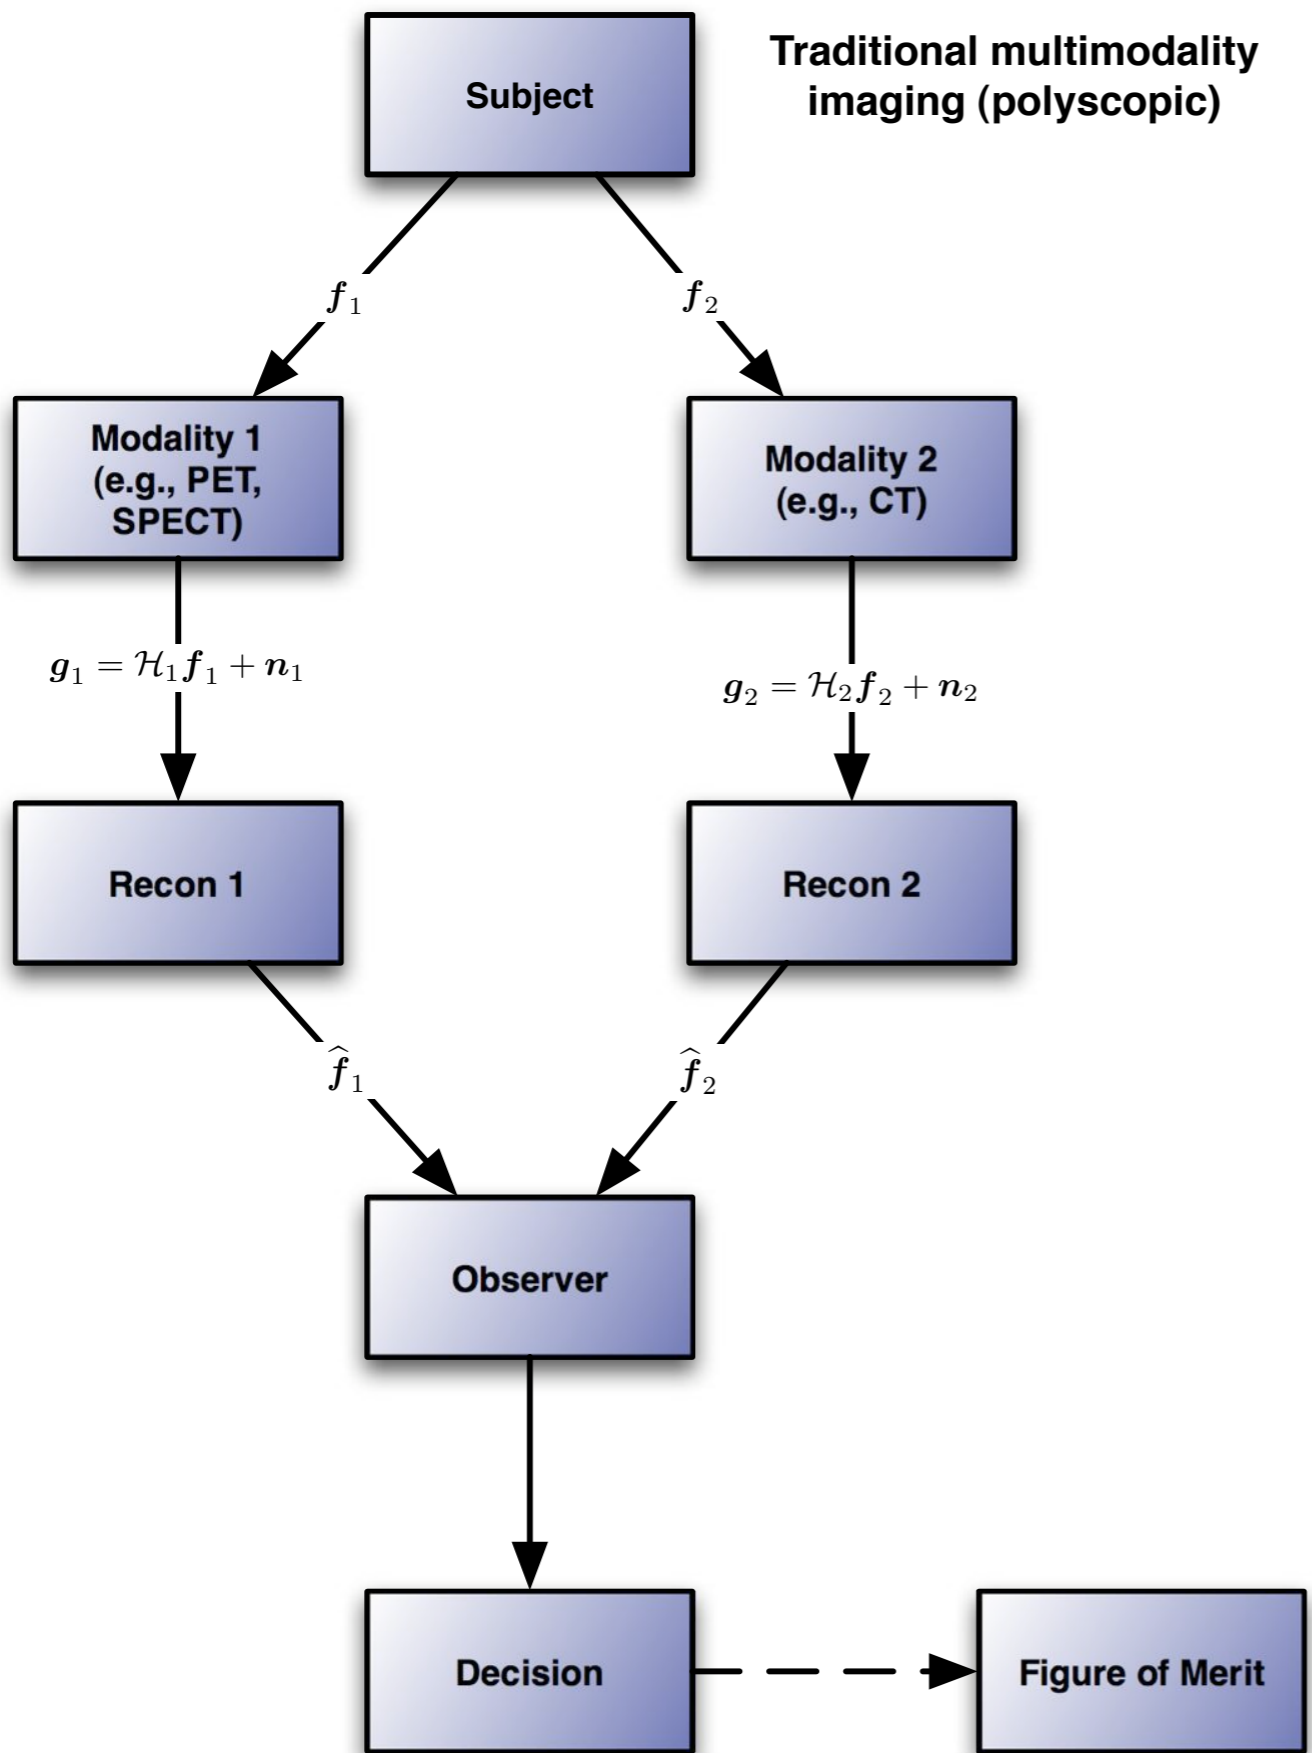 Subject
Traditional multimodality
imaging (polyscopic)
f₁
f₂
Modality 1
(e.g., PET,
SPECT)
Modality 2
(e.g., CT)
g₁ = ℋ₁f₁ + n₁
g₂ = ℋ₂f₂ + n₂
Recon 1
Recon 2
f̂₁
f̂₂
Observer
Decision
Figure of Merit